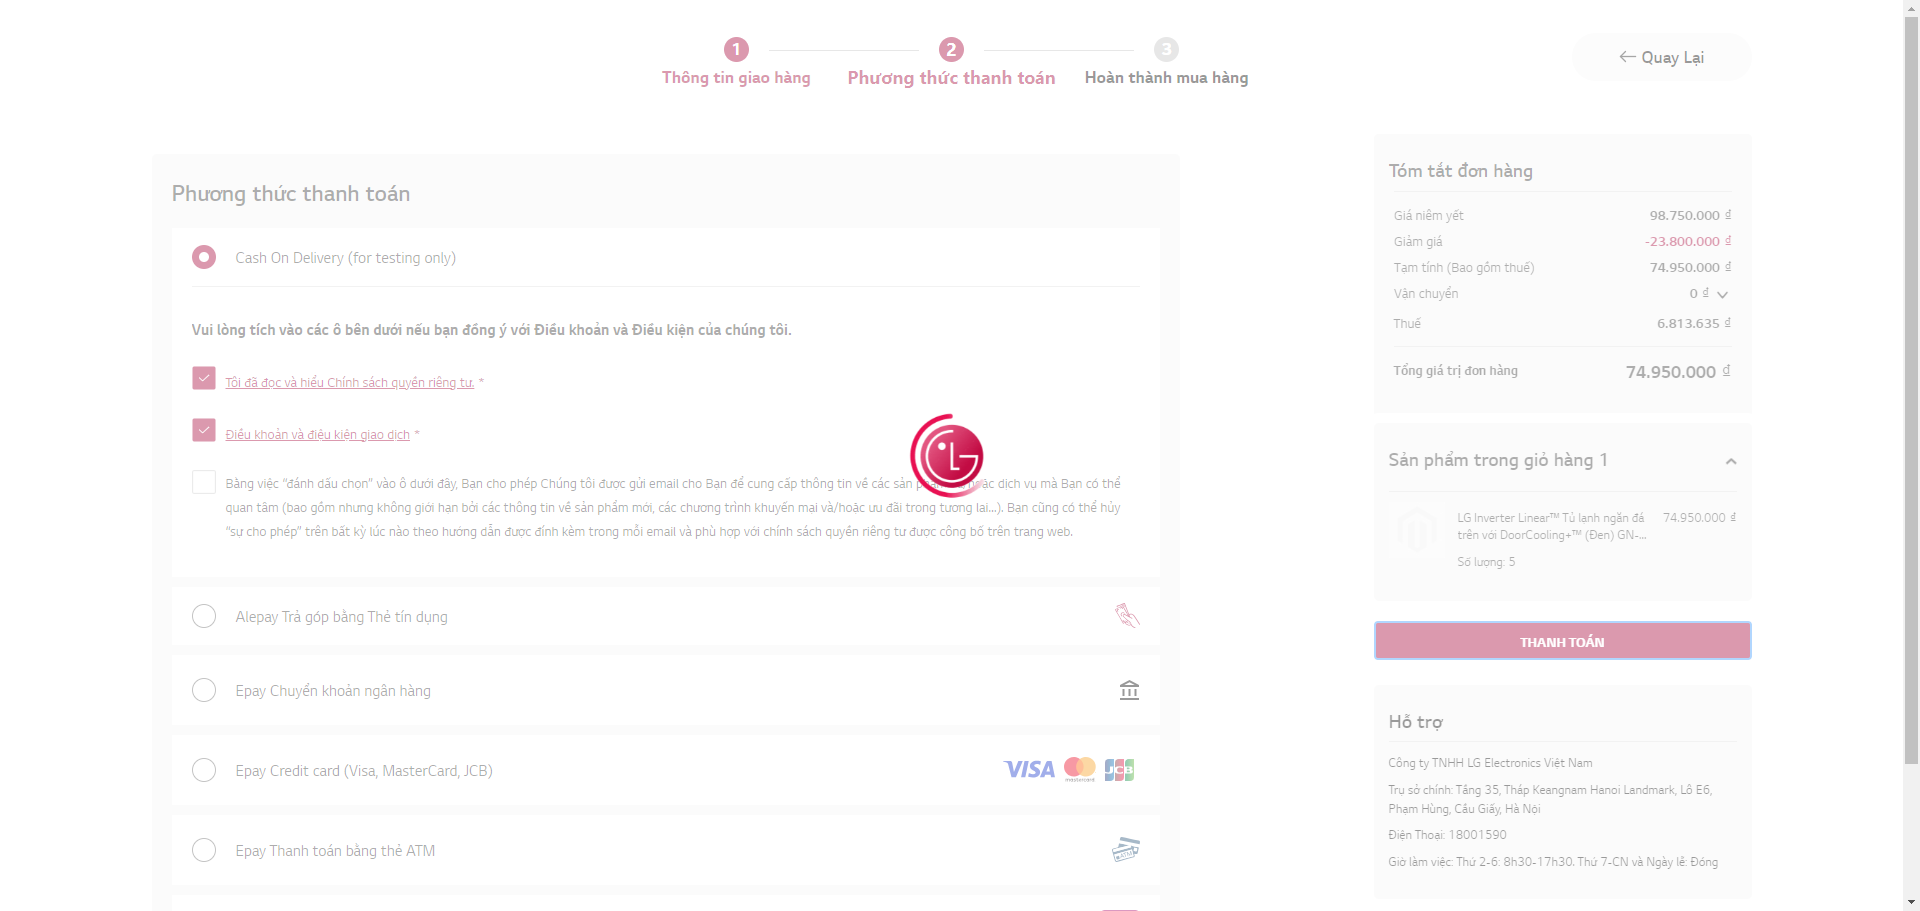 1
2
3
Thông tin giao hàng
Phương thức thanh toán
Hoàn thành mua hàng
Quay Lại
Phương thức thanh toán
Cash On Delivery (for testing only)
Vui lòng tích vào các ô bên dưới nếu bạn đồng ý với Điều khoản và Điều kiện của chúng tôi.
Tôi đã đọc và hiểu Chính sách quyền riêng tư. *
Điều khoản và điều kiện giao dịch *
Bằng việc “đánh dấu chọn” vào ô dưới đây, Bạn cho phép Chúng tôi được gửi email cho Bạn để cung cấp thông tin về các sản dịch vụ mà Bạn có thể
quan tâm (bao gồm nhưng không giới hạn bởi các thông tin về sản phẩm mới, các chương trình khuyến mại và/hoặc ưu đãi trong tương lai...). Bạn cũng có thể hủy
“sự cho phép” trên bất kỳ lúc nào theo hướng dẫn được đính kèm trong mỗi email và phù hợp với chính sách quyền riêng tư được công bố trên trang web.
LG
Alepay Trả góp bằng Thẻ tín dụng
Epay Chuyển khoản ngân hàng
Epay Credit card (Visa, MasterCard, JCB)
VISA mastercard JCB
Epay Thanh toán bằng thẻ ATM
ATM
Tóm tắt đơn hàng
Giá niêm yết 98.750.000 ₫
Giảm giá -23.800.000 ₫
Tạm tính (Bao gồm thuế) 74.950.000 ₫
Vận chuyển 0 ₫
Thuế 6.813.635 ₫
Tổng giá trị đơn hàng 74.950.000 ₫
Sản phẩm trong giỏ hàng 1
LG Inverter Linear™ Tủ lạnh ngăn đá 74.950.000 ₫
trên với DoorCooling+™ (Đen) GN-...
Số lượng: 5
THANH TOÁN
Hỗ trợ
Công ty TNHH LG Electronics Việt Nam
Trụ sở chính: Tầng 35, Tháp Keangnam Hanoi Landmark, Lô E6,
Phạm Hùng, Cầu Giấy, Hà Nội
Điện Thoại: 18001590
Giờ làm việc: Thứ 2-6: 8h30-17h30. Thứ 7-CN và Ngày lễ: Đóng